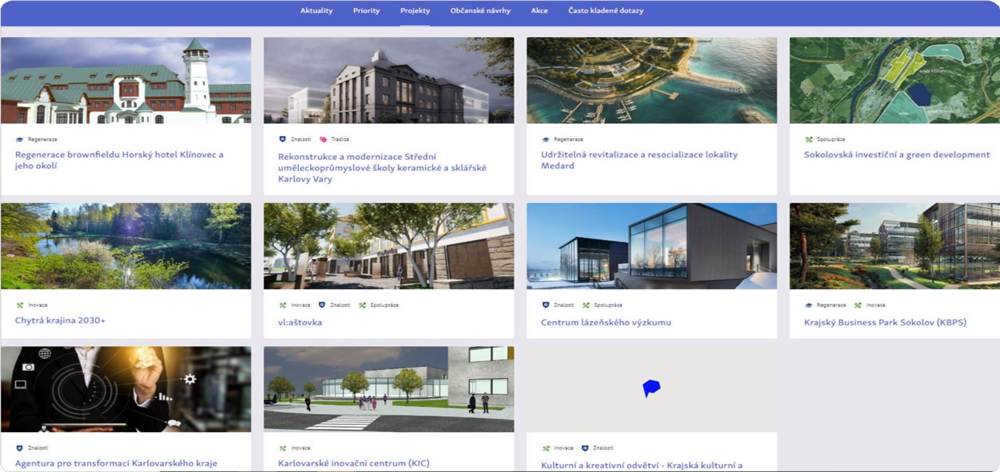 Aktuality Priority Projekty Občanské návrhy Akce Často kladené dotazy
Regenerace
Regenerace brownfieldu Horský hotel Klínovec a
jeho okolí
Znalosti Tradice
Rekonstrukce a modernizace Střední
uměleckoprůmyslové školy keramické a sklářské
Karlovy Vary
Regenerace
Udržitelná revitalizace a resocializace lokality
Medard
Spolupráce
Sokolovská investiční a green development
Inovace
Chytrá krajina 2030+
Inovace Znalosti Spolupráce
vl:aštovka
Znalosti Spolupráce
Centrum lázeňského výzkumu
Regenerace Inovace
Krajský Business Park Sokolov (KBPS)
Znalosti
Agentura pro transformaci Karlovarského kraje
Inovace
Karlovarské inovační centrum (KIC)
Inovace Znalosti
Kulturní a kreativní odvětví - Krajská kulturní a